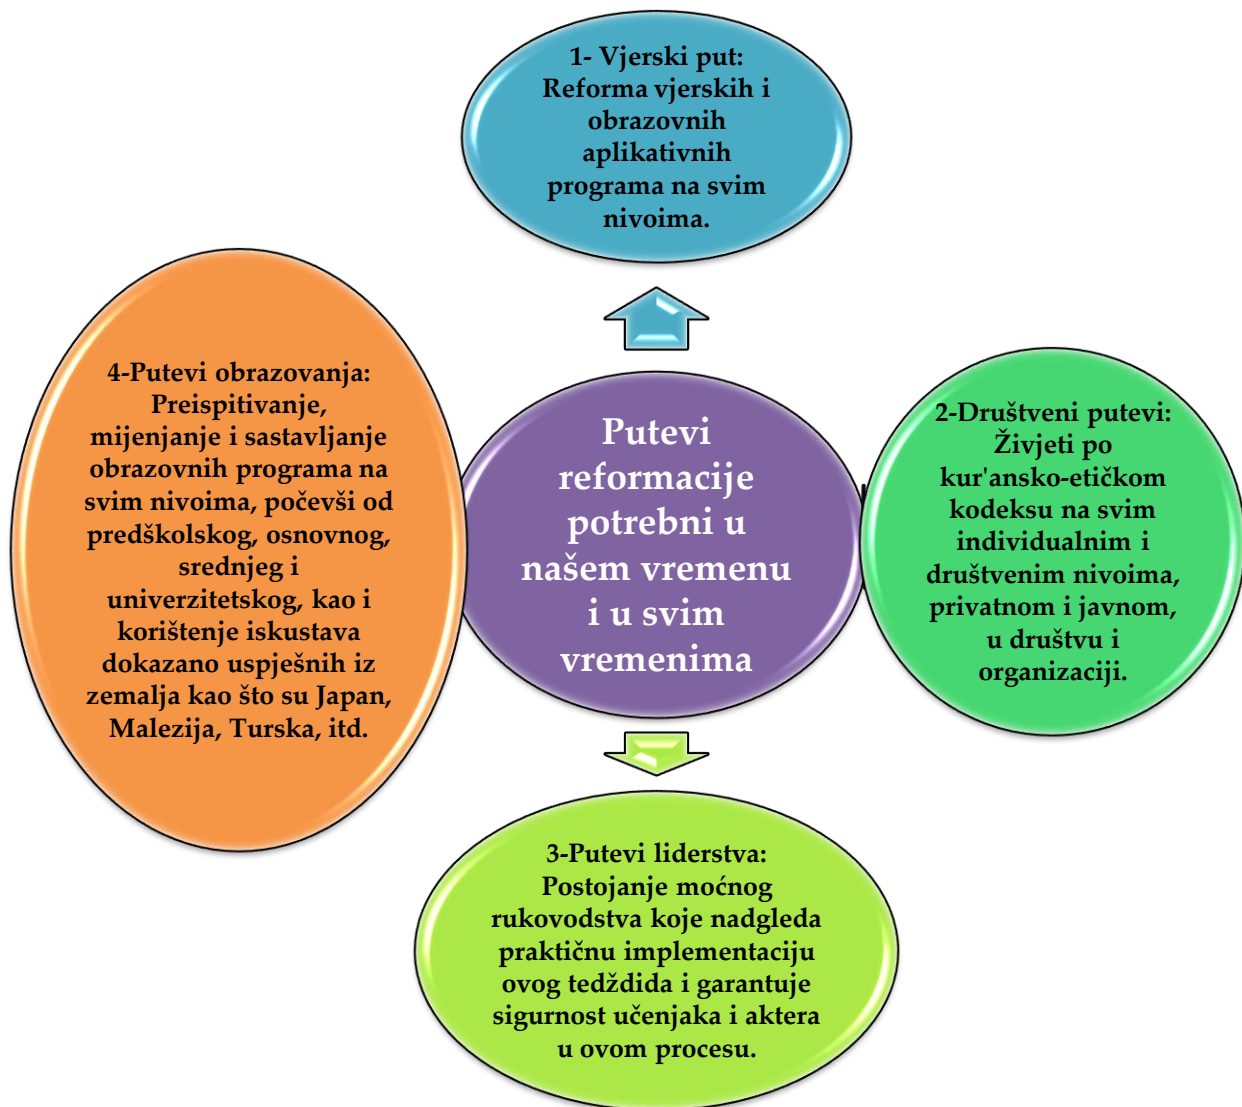 1- Vjerski put:
Reforma vjerskih i
obrazovnih
aplikativnih
programa na svim
nivoima.
4-Putevi obrazovanja:
Preispitivanje,
mijenjanje i sastavljanje
obrazovnih programa na
svim nivoima, počevši od
predškolskog, osnovnog,
srednjeg i
univerzitetskog, kao i
korištenje iskustava
dokazano uspješnih iz
zemalja kao što su Japan,
Malezija, Turska, itd.
Putevi
reformacije
potrebni u
našem vremenu
i u svim
vremenima
2-Društveni putevi:
Živjeti po
kur'ansko-etičkom
kodeksu na svim
individualnim i
društvenim nivoima,
privatnom i javnom,
u društvu i
organizaciji.
3-Putevi liderstva:
Postojanje moćnog
rukovodstva koje nadgleda
praktičnu implementaciju
ovog tedždida i garantuje
sigurnost učenjaka i aktera
u ovom procesu.